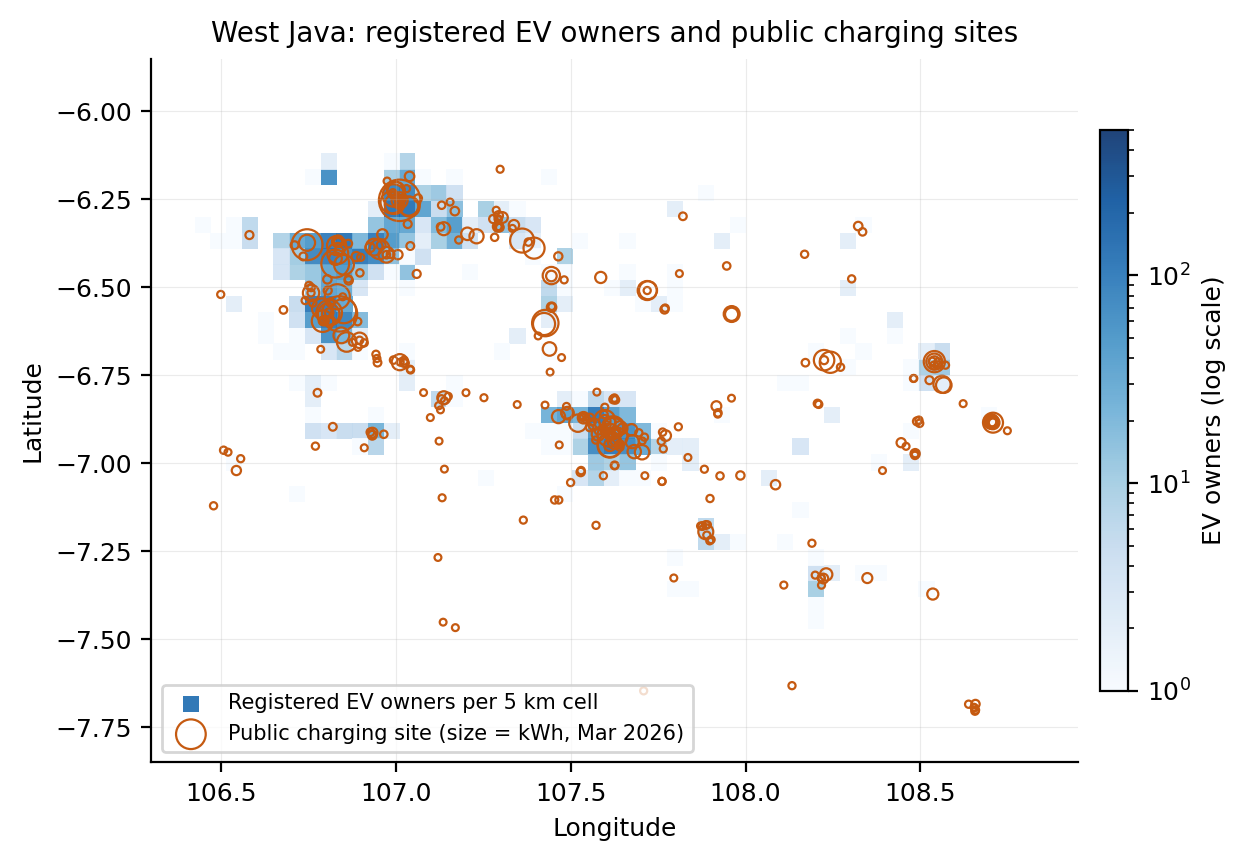 West Java: registered EV owners and public charging sites
−6.00
−6.25
−6.50
−6.75
−7.00
−7.25
−7.50
−7.75
Latitude
106.5
107.0
107.5
108.0
108.5
Longitude
Registered EV owners per 5 km cell
Public charging site (size = kWh, Mar 2026)
10²
10¹
10⁰
EV owners (log scale)